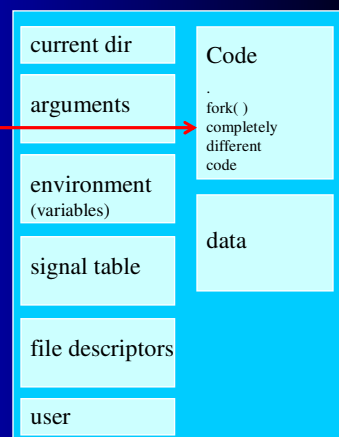 current dir
arguments
environment
(variables)
signal table
file descriptors
user
Code
.
fork( )
completely
different
code
data